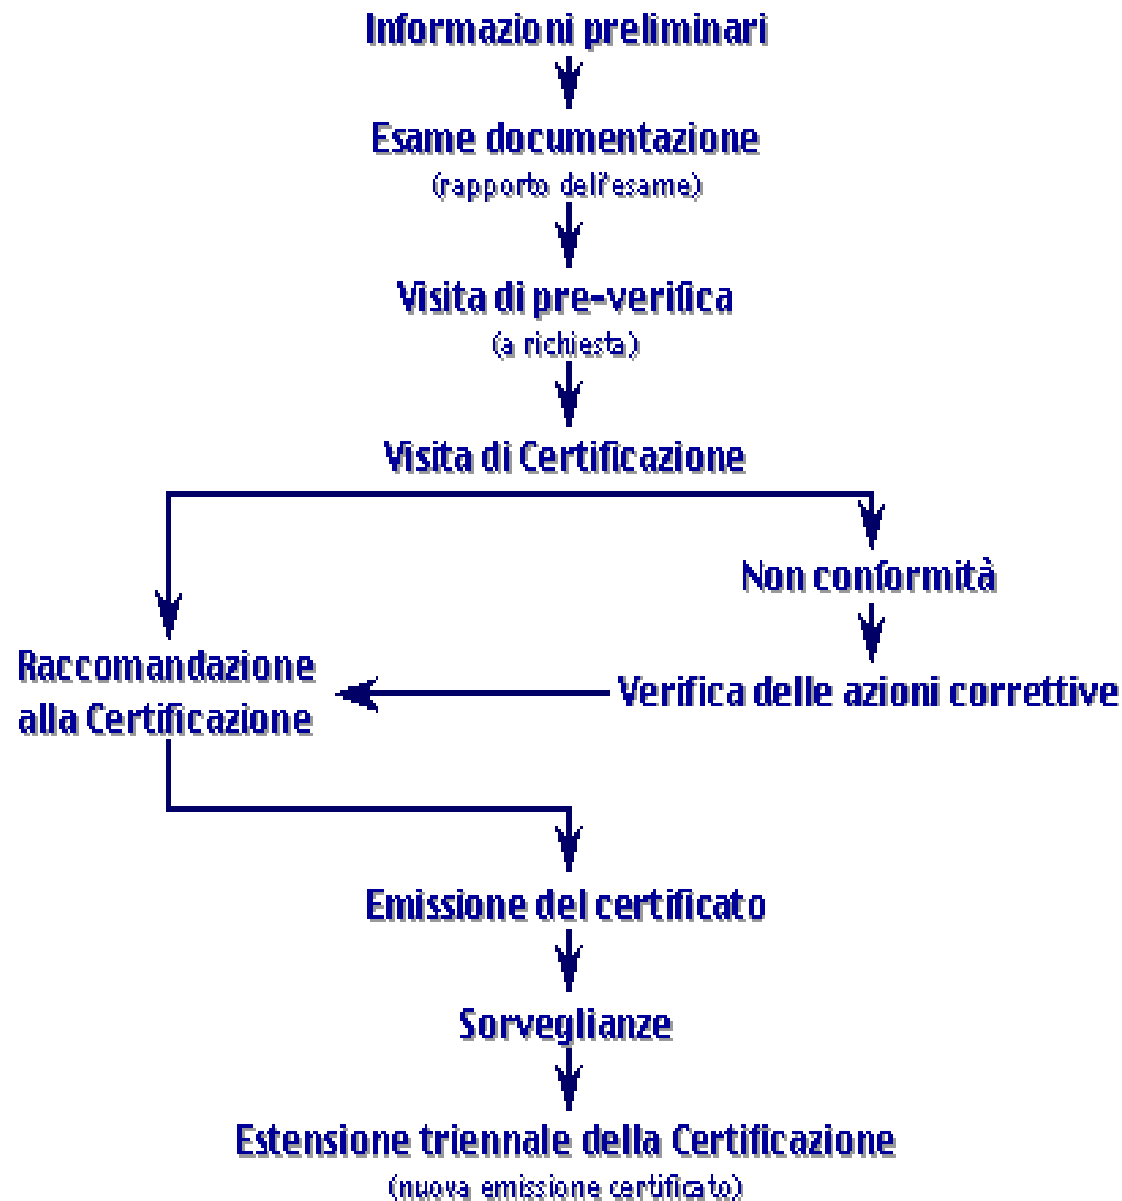 Informazioni preliminari
Esame documentazione
(rapporto dell'esame)
Visita di pre-verifica
(a richiesta)
Visita di Certificazione
Non conformità
Raccomandazione
alla Certificazione
Verifica delle azioni correttive
Emissione del certificato
Sorveglianze
Estensione triennale della Certificazione
(nuova emissione certificato)